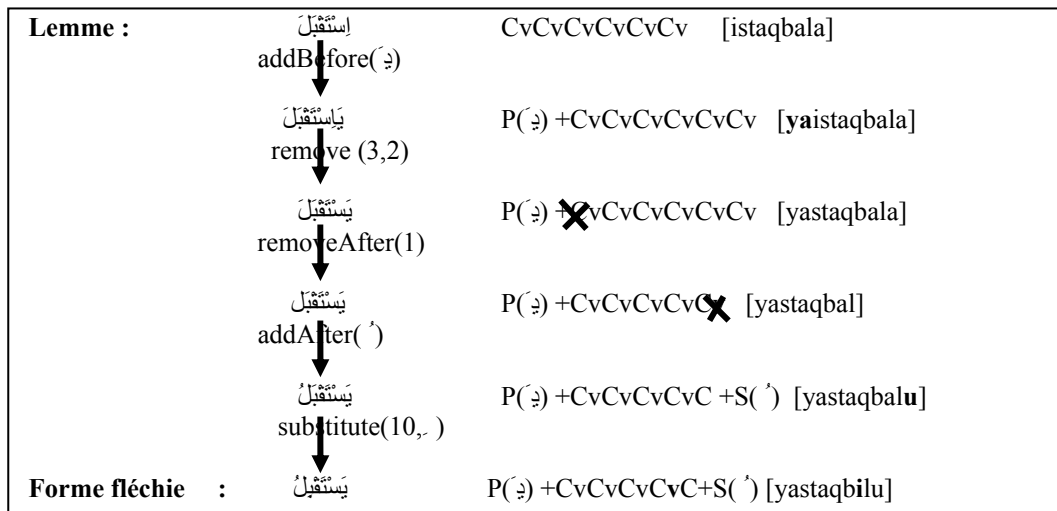 Lemme : اِسْتَقْبَلَ CvCvCvCvCvCv [istaqbala]
addBefore(يَ)
يَاِسْتَقْبَلَ P(يَ) +CvCvCvCvCvCv [yaistaqbala]
remove (3,2)
يَسْتَقْبَلَ P(يَ) +CvCvCvCvCvCv [yastaqbala]
removeAfter(1)
يَسْتَقْبَل P(يَ) +CvCvCvCvCv [yastaqbal]
addAfter( ُ)
يَسْتَقْبَلُ P(يَ) +CvCvCvCvC +S( ُ) [yastaqbalu]
substitute(10, ِ )
Forme fléchie : يَسْتَقْبِلُ P(يَ) +CvCvCvCvC+S( ُ) [yastaqbilu]